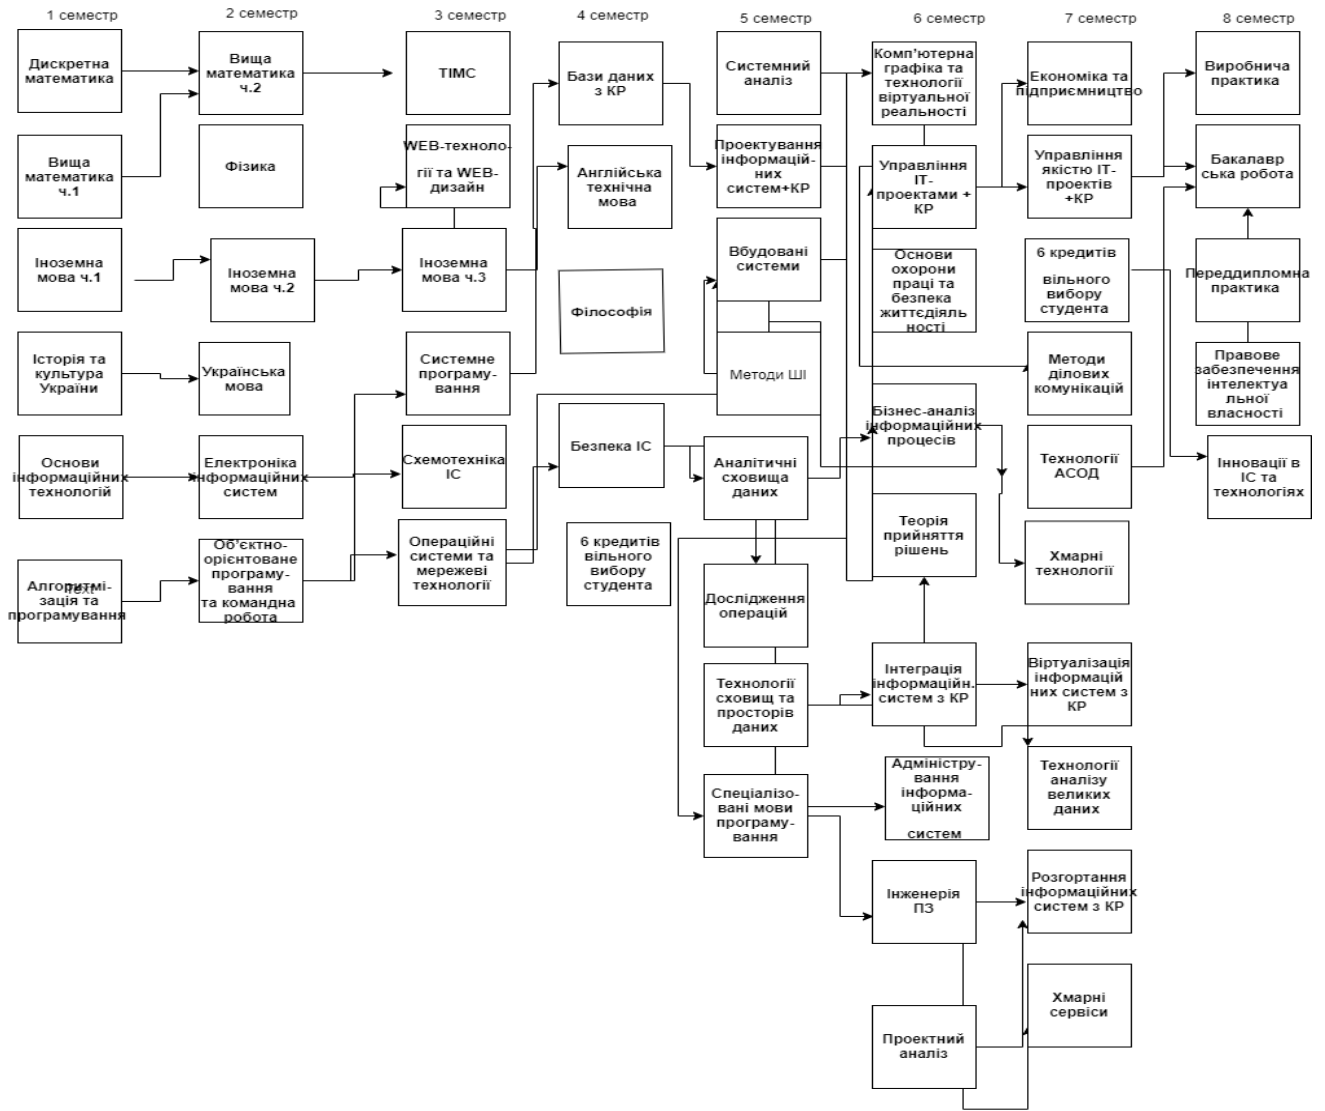 1 семестр
Дискретна
математика
Вища
математика
ч.1
Іноземна
мова ч.1
Історія та
культура
України
Основи
інформаційних
технологій
Алгоритмі-
Text
зація та
програмування
2 семестр
Вища
математика
ч.2
Фізика
Іноземна
мова ч.2
Українська
мова
Електроніка
інформаційних
систем
Об'єктно-
орієнтоване
програму-
вання
та командна
робота
3 семестр
ТІМС
WEB-техноло-
гії та WEB-
дизайн
Іноземна
мова ч.3
Системне
програму-
вання
Схемотехніка
ІС
Операційні
системи та
мережеві
технології
4 семестр
Бази даних
з КР
Англійська
технічна
мова
Філософія
Безпека ІС
6 кредитів
вільного
вибору
студента
5 семестр
Системний
аналіз
Проектування
інформацій-
них
систем+КР
Вбудовані
системи
Методи ШІ
Аналітичні
сховища
даних
Дослідження
операцій
Технології
сховищ та
просторів
даних
Спеціалізо-
вані мови
програму-
вання
6 семестр
Комп'ютерна
графіка та
технології
віртуальної
реальності
Управління
ІТ-
проектами +
КР
Основи
охорони
праці та
безпека
життєдіяль
ності
Бізнес-аналіз
інформаційних
процесів
Теорія
прийняття
рішень
Інтеграція
інформаційн.
систем з КР
Адміністру-
вання
інформа-
ційних
систем
Інженерія
ПЗ
Проектний
аналіз
7 семестр
Економіка та
підприємництво
Управління
якістю ІТ-
проектів
+КР
6 кредитів
вільного
вибору
студента
Методи
ділових
комунікацій
Технології
АСОД
Хмарні
технології
Віртуалізація
інформацій
них систем з
КР
Технології
аналізу
великих
даних
Розгортання
інформаційних
систем з КР
Хмарні
сервіси
8 семестр
Виробнича
практика
Бакалавр
ська робота
Переддипломна
практика
Правове
забезпечення
інтелектуа
льної
власності
Інновації в
ІС та
технологіях